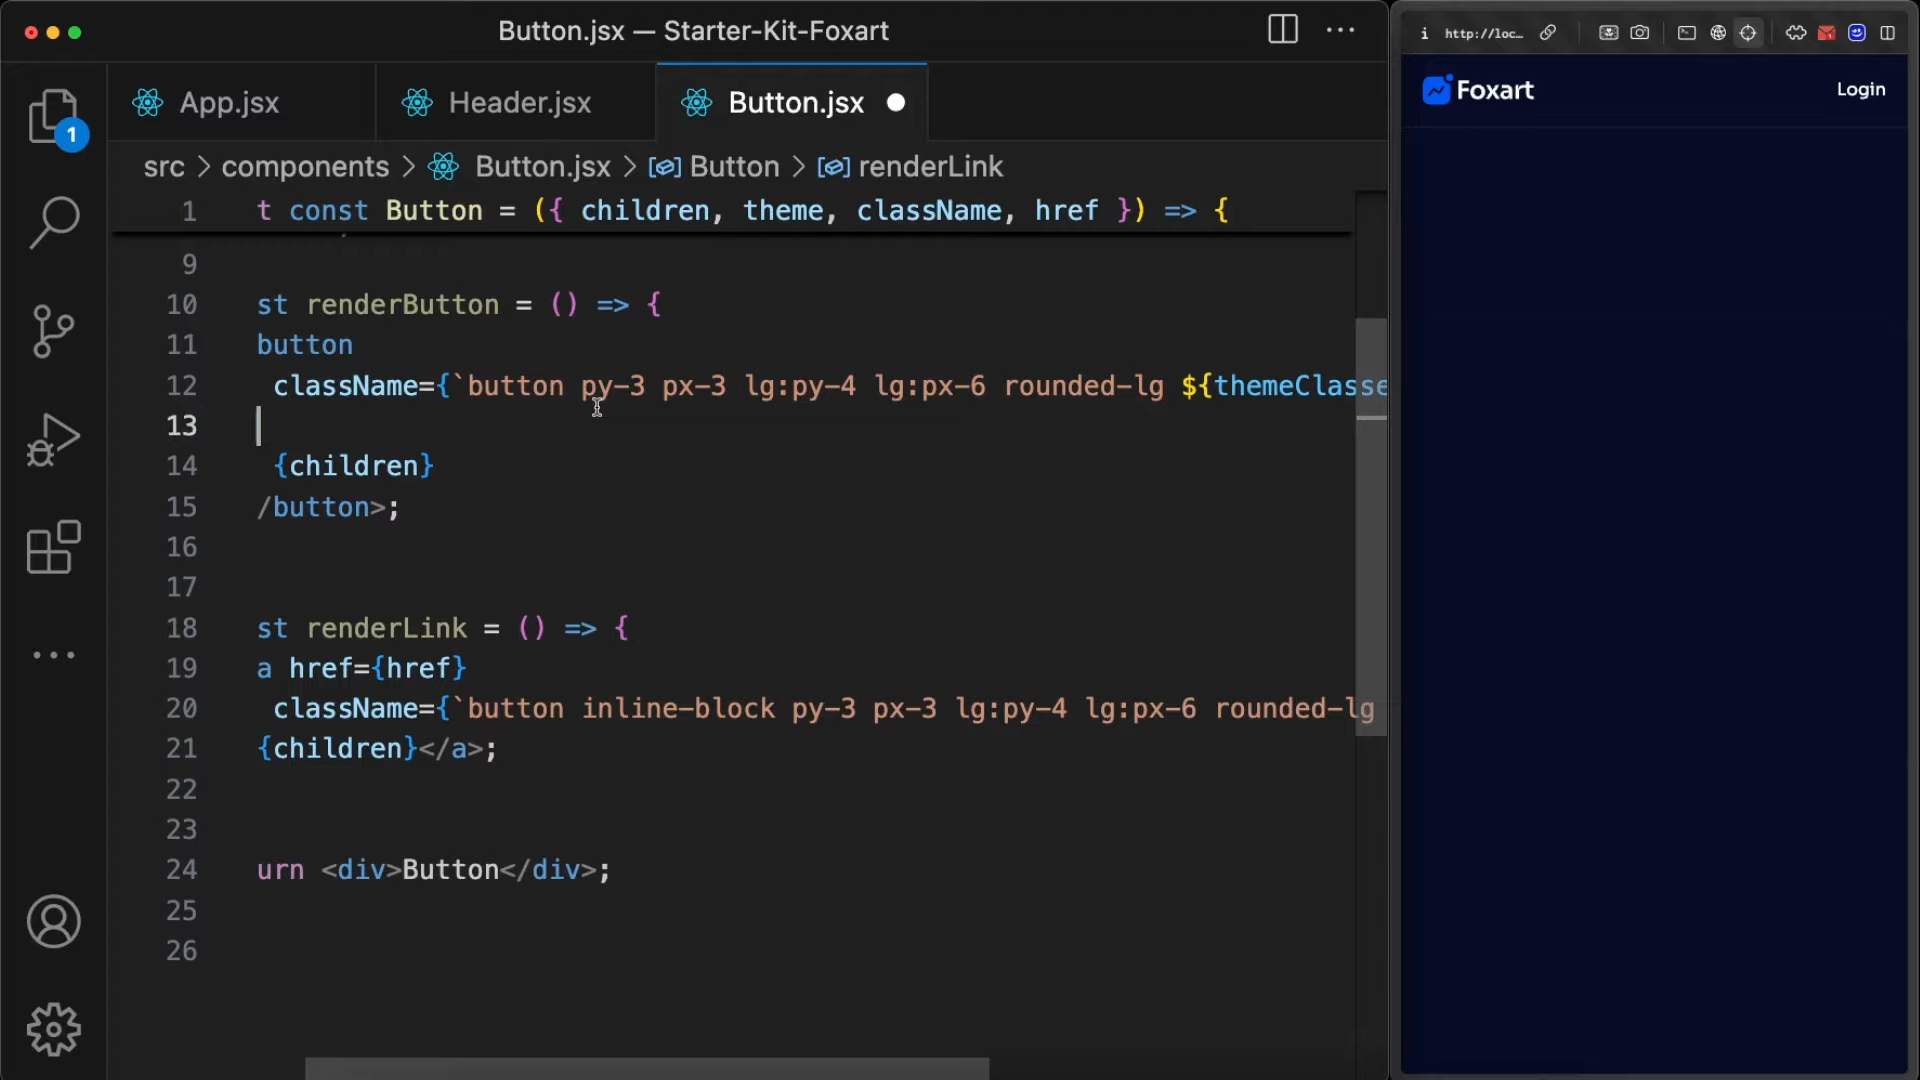 Button.jsx — Starter-Kit-Foxart
App.jsx
Header.jsx
Button.jsx
1
src > components > Button.jsx > Button > renderLink
1 t const Button = ({ children, theme, className, href }) => {
9
10 st renderButton = () => {
11 button
12 className={`button py-3 px-3 lg:py-4 lg:px-6 rounded-lg ${themeClasse
13
14 {children}
15 /button>;
16
17
18 st renderLink = () => {
19 a href={href}
20 className={`button inline-block py-3 px-3 lg:py-4 lg:px-6 rounded-lg
21 {children}</a>;
22
23
24 urn <div>Button</div>;
25
26
http://loc…
Foxart
Login